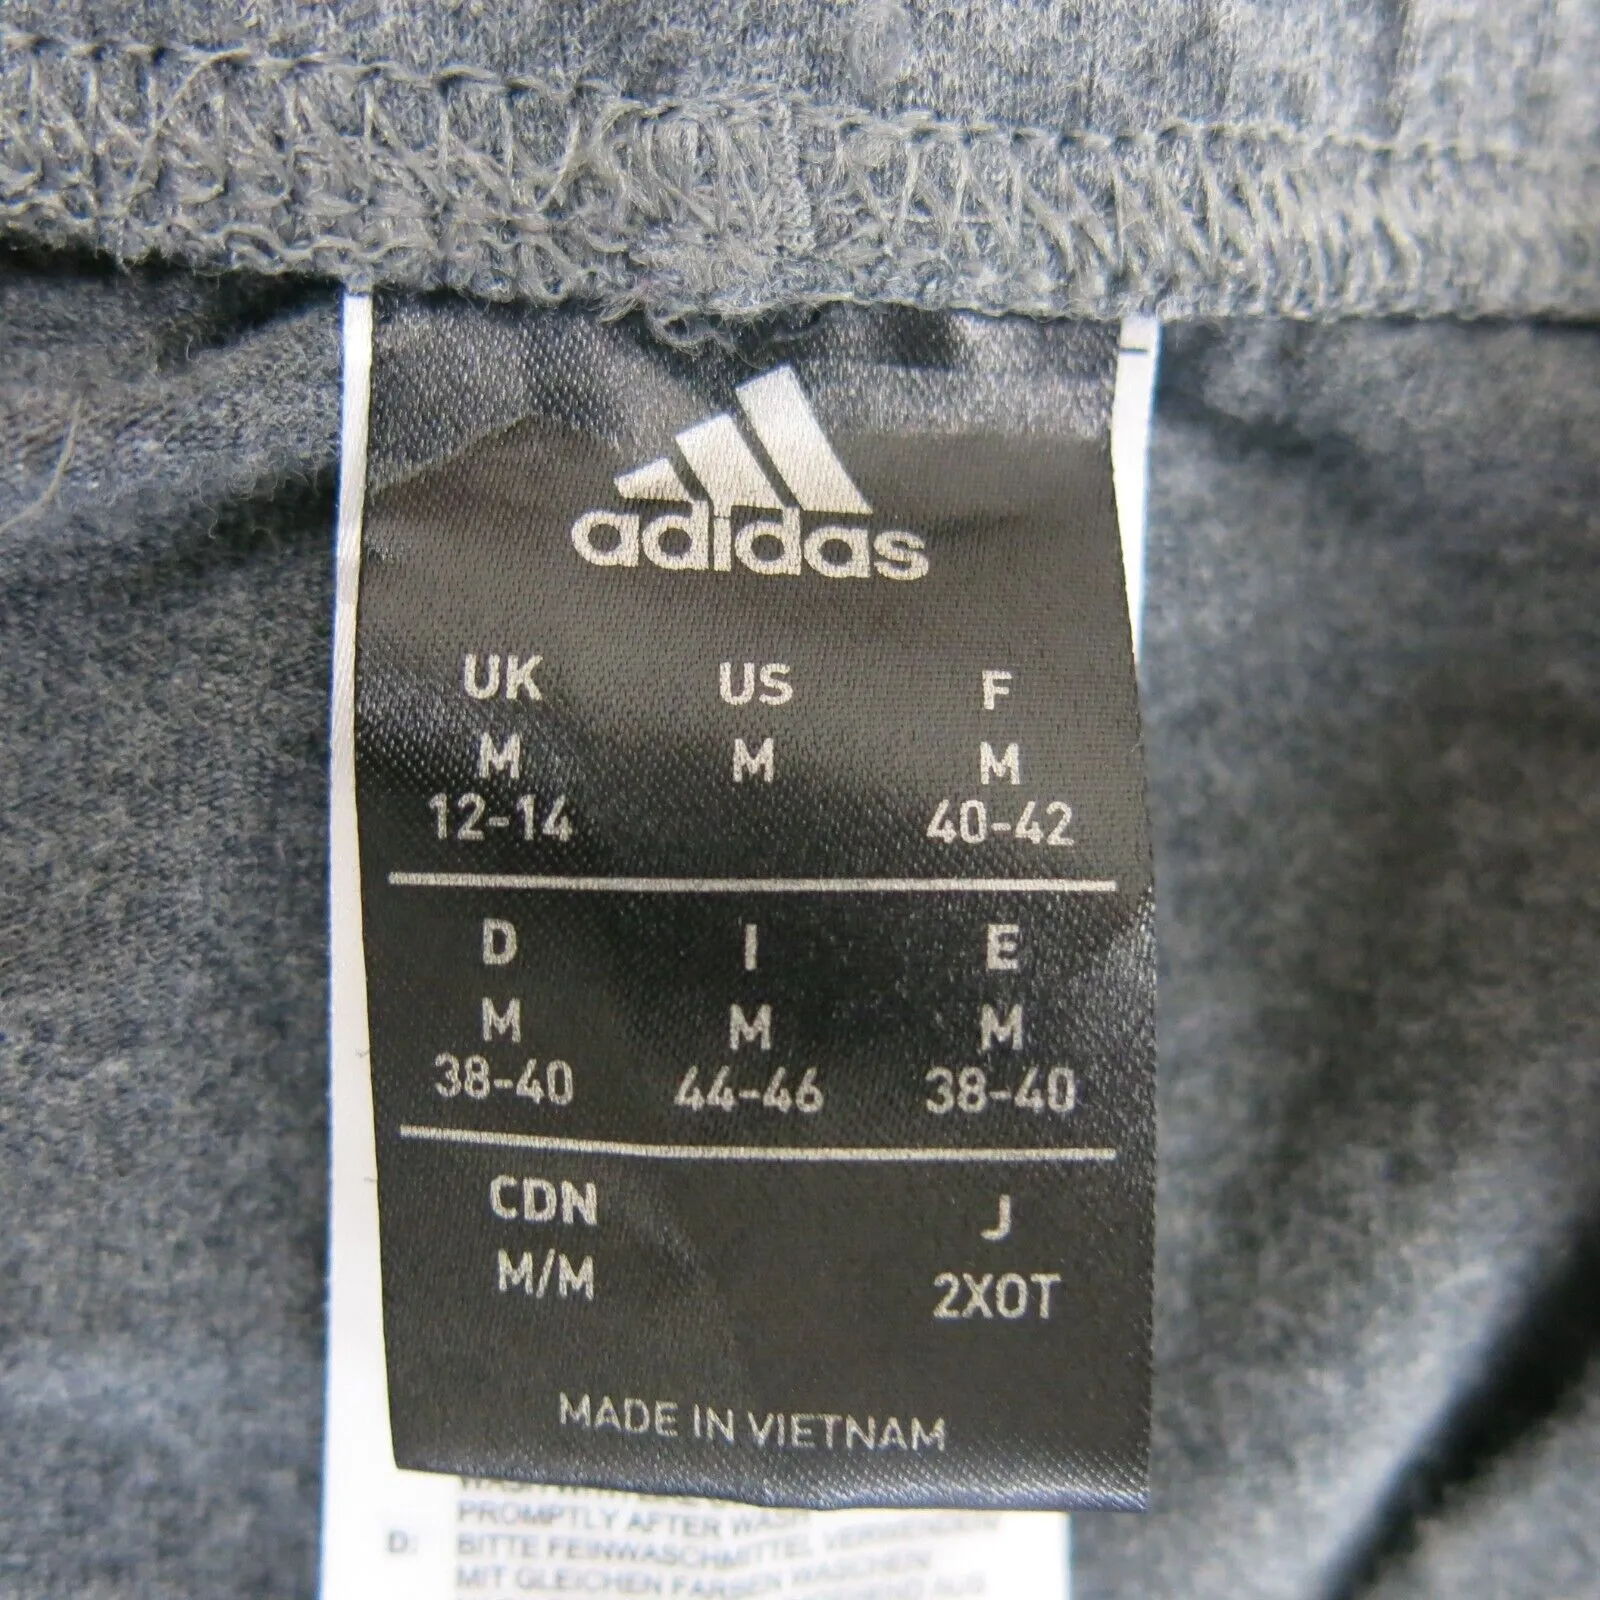 adidas
UK US F
M M M
12-14 40-42
D I E
M M M
38-40 44-46 38-40
CDN J
M/M 2XOT
MADE IN VIETNAM
PROMPTLY AFTER WASH
D: BITTE FEINWASCHMITTEL VERWENDEN
MIT GLEICHEN FARBEN WASCHEN